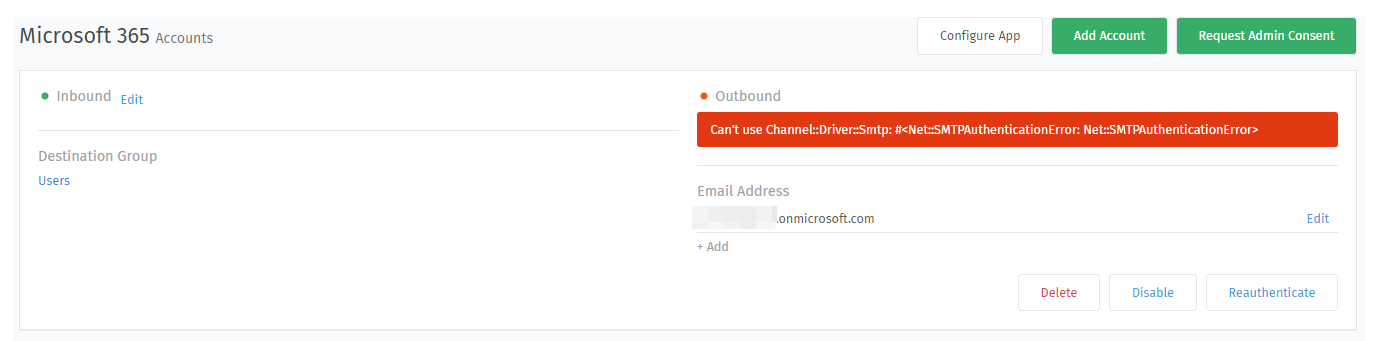 Microsoft 365 Accounts
Configure App
Add Account
Request Admin Consent
Inbound Edit
Destination Group
Users
Outbound
Can't use Channel::Driver::Smtp: #<Net::SMTPAuthenticationError: Net::SMTPAuthenticationError>
Email Address
.onmicrosoft.com
Edit
+ Add
Delete
Disable
Reauthenticate